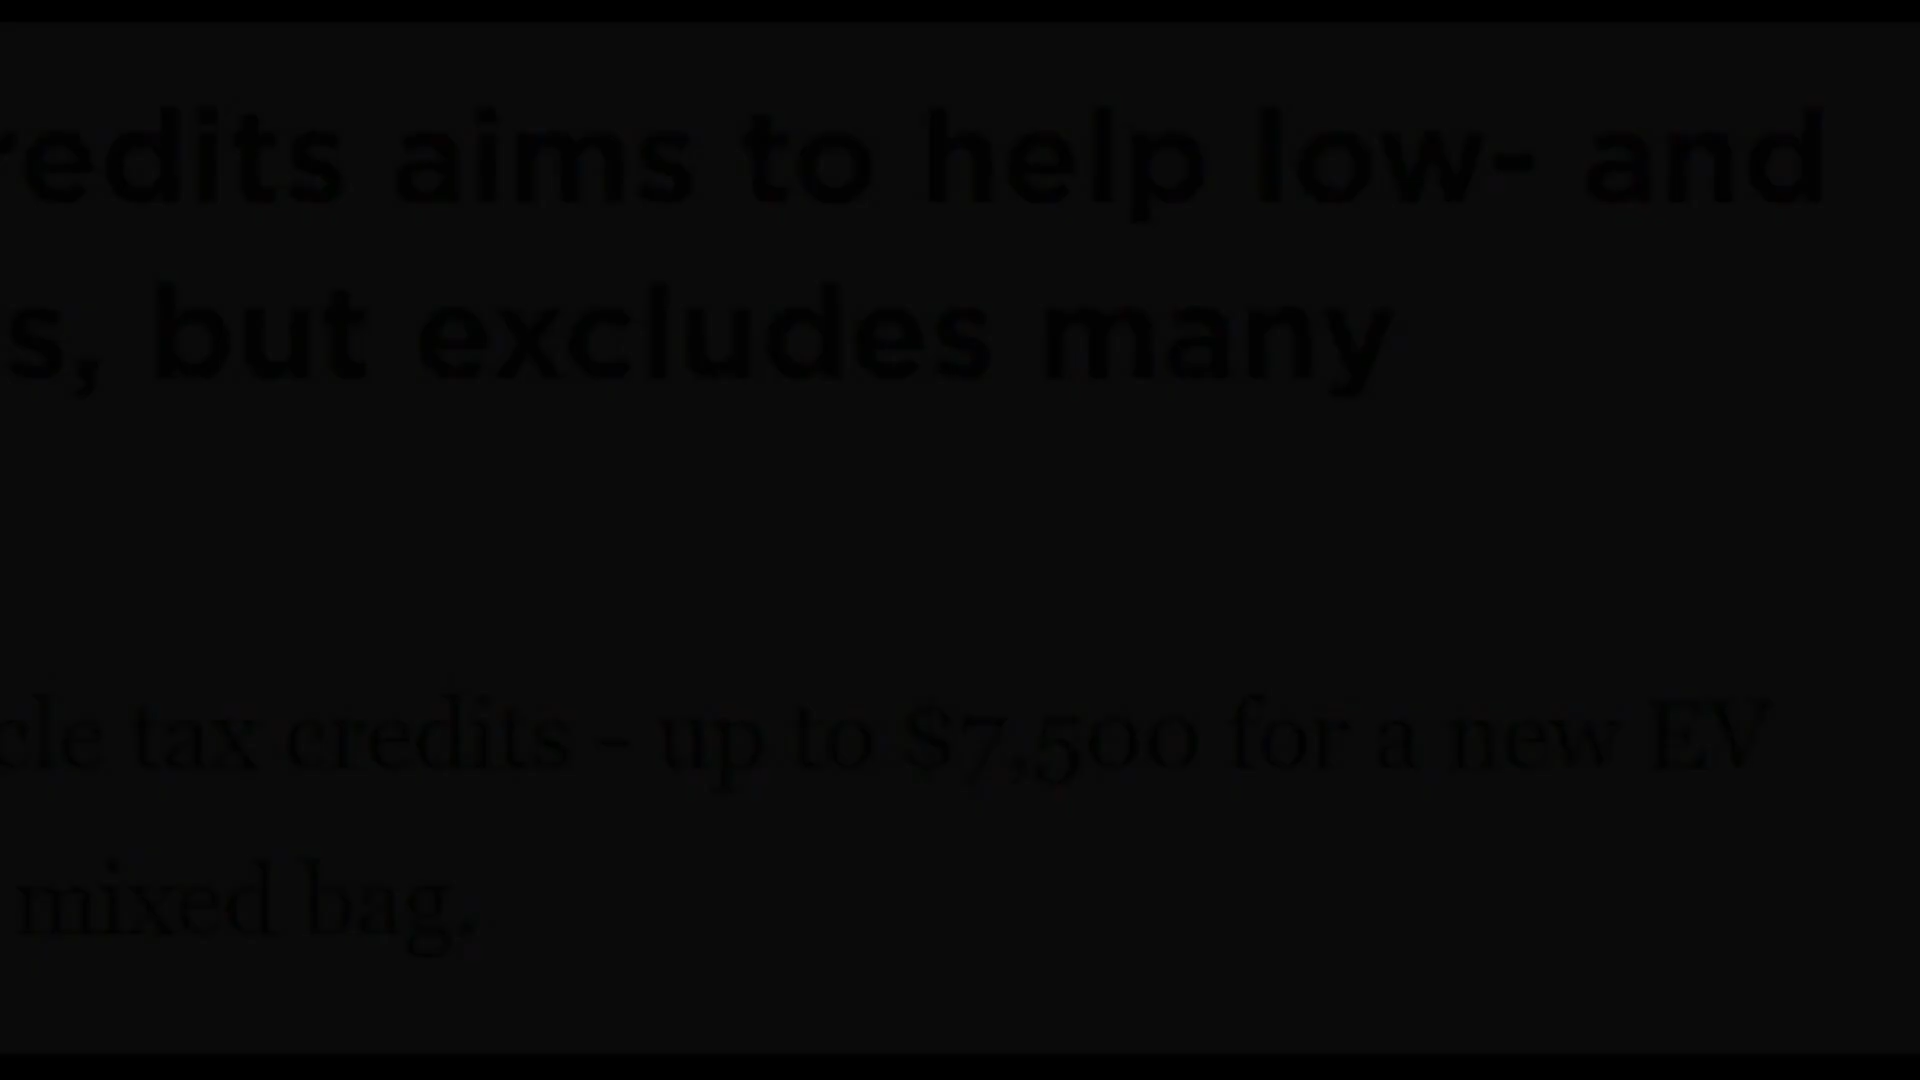 redits aims to help low- and
s, but excludes many
cle tax credits - up to $7,500 for a new EV
mixed bag.